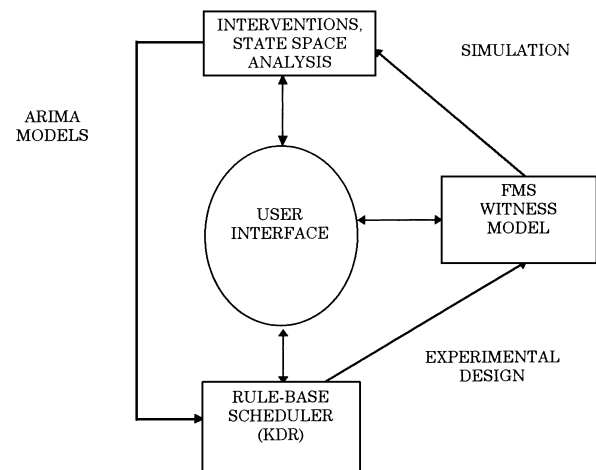 INTERVENTIONS,
STATE SPACE
ANALYSIS
SIMULATION
ARIMA
MODELS
FMS
WITNESS
MODEL
USER
INTERFACE
EXPERIMENTAL
DESIGN
RULE-BASE
SCHEDULER
(KDR)